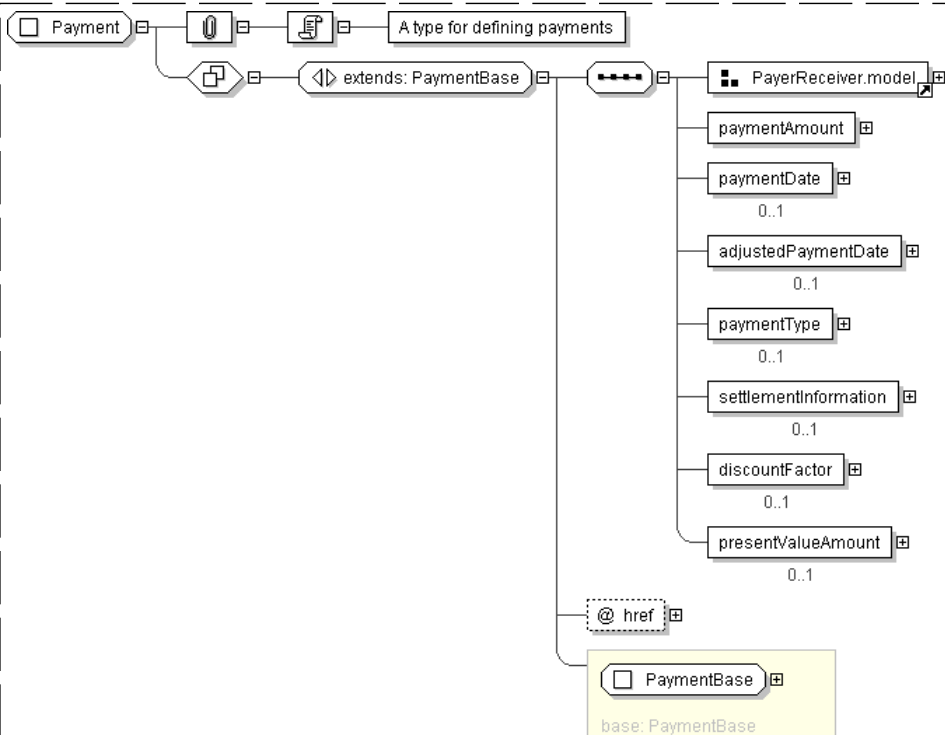 Payment
A type for defining payments
extends: PaymentBase
PayerReceiver.model
paymentAmount
paymentDate
0..1
adjustedPaymentDate
0..1
paymentType
0..1
settlementInformation
0..1
discountFactor
0..1
presentValueAmount
0..1
@ href
PaymentBase
base: PaymentBase